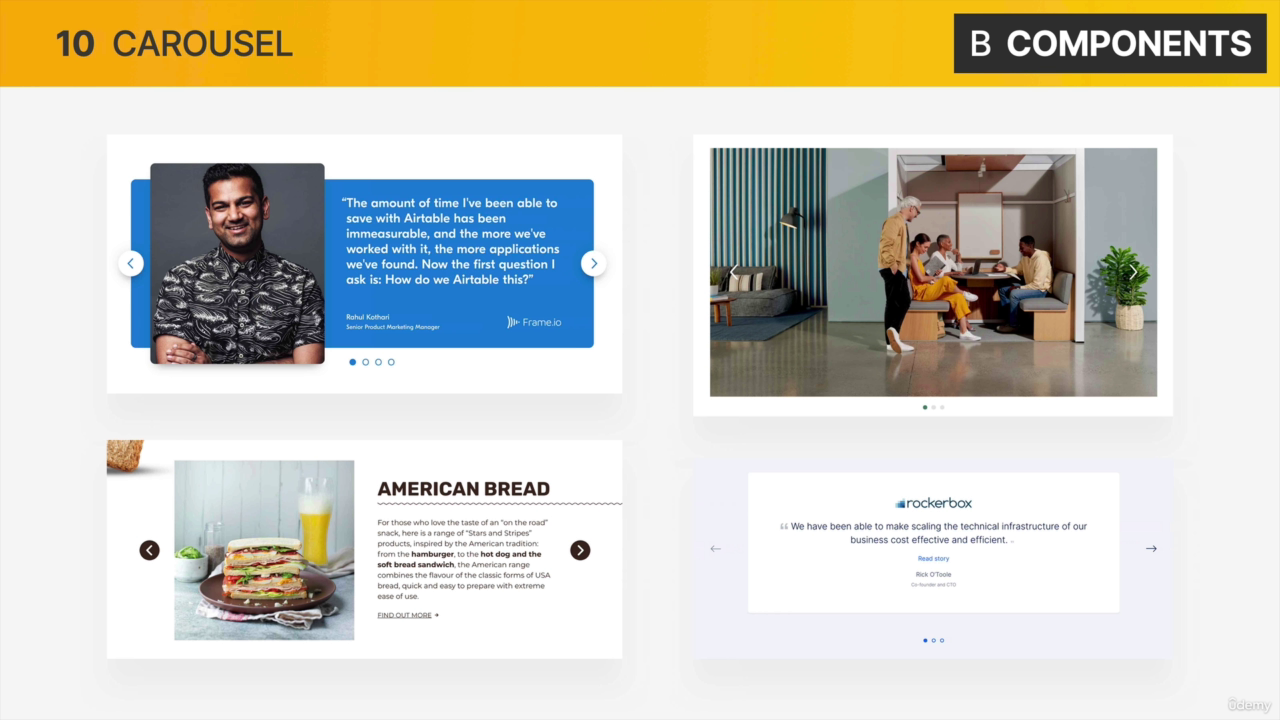 10 CAROUSEL
B COMPONENTS
“The amount of time I've been able to
save with Airtable has been
immeasurable, and the more we've
worked with it, the more applications
we've found. Now the first question I
ask is: How do we Airtable this?”
Rahul Kothari
Senior Product Marketing Manager
Frame.io
AMERICAN BREAD
For those who love the taste of an “on the road”
snack, here is a range of “Stars and Stripes”
products, inspired by the American tradition:
from the hamburger, to the hot dog and the
soft bread sandwich, the American range
combines the flavour of the classic forms of USA
bread, quick and easy to prepare with extreme
ease of use.
FIND OUT MORE
rockerbox
“ We have been able to make scaling the technical infrastructure of our
business cost effective and efficient. „
Read story
Rick O'Toole
Co-founder and CTO
ûdemy